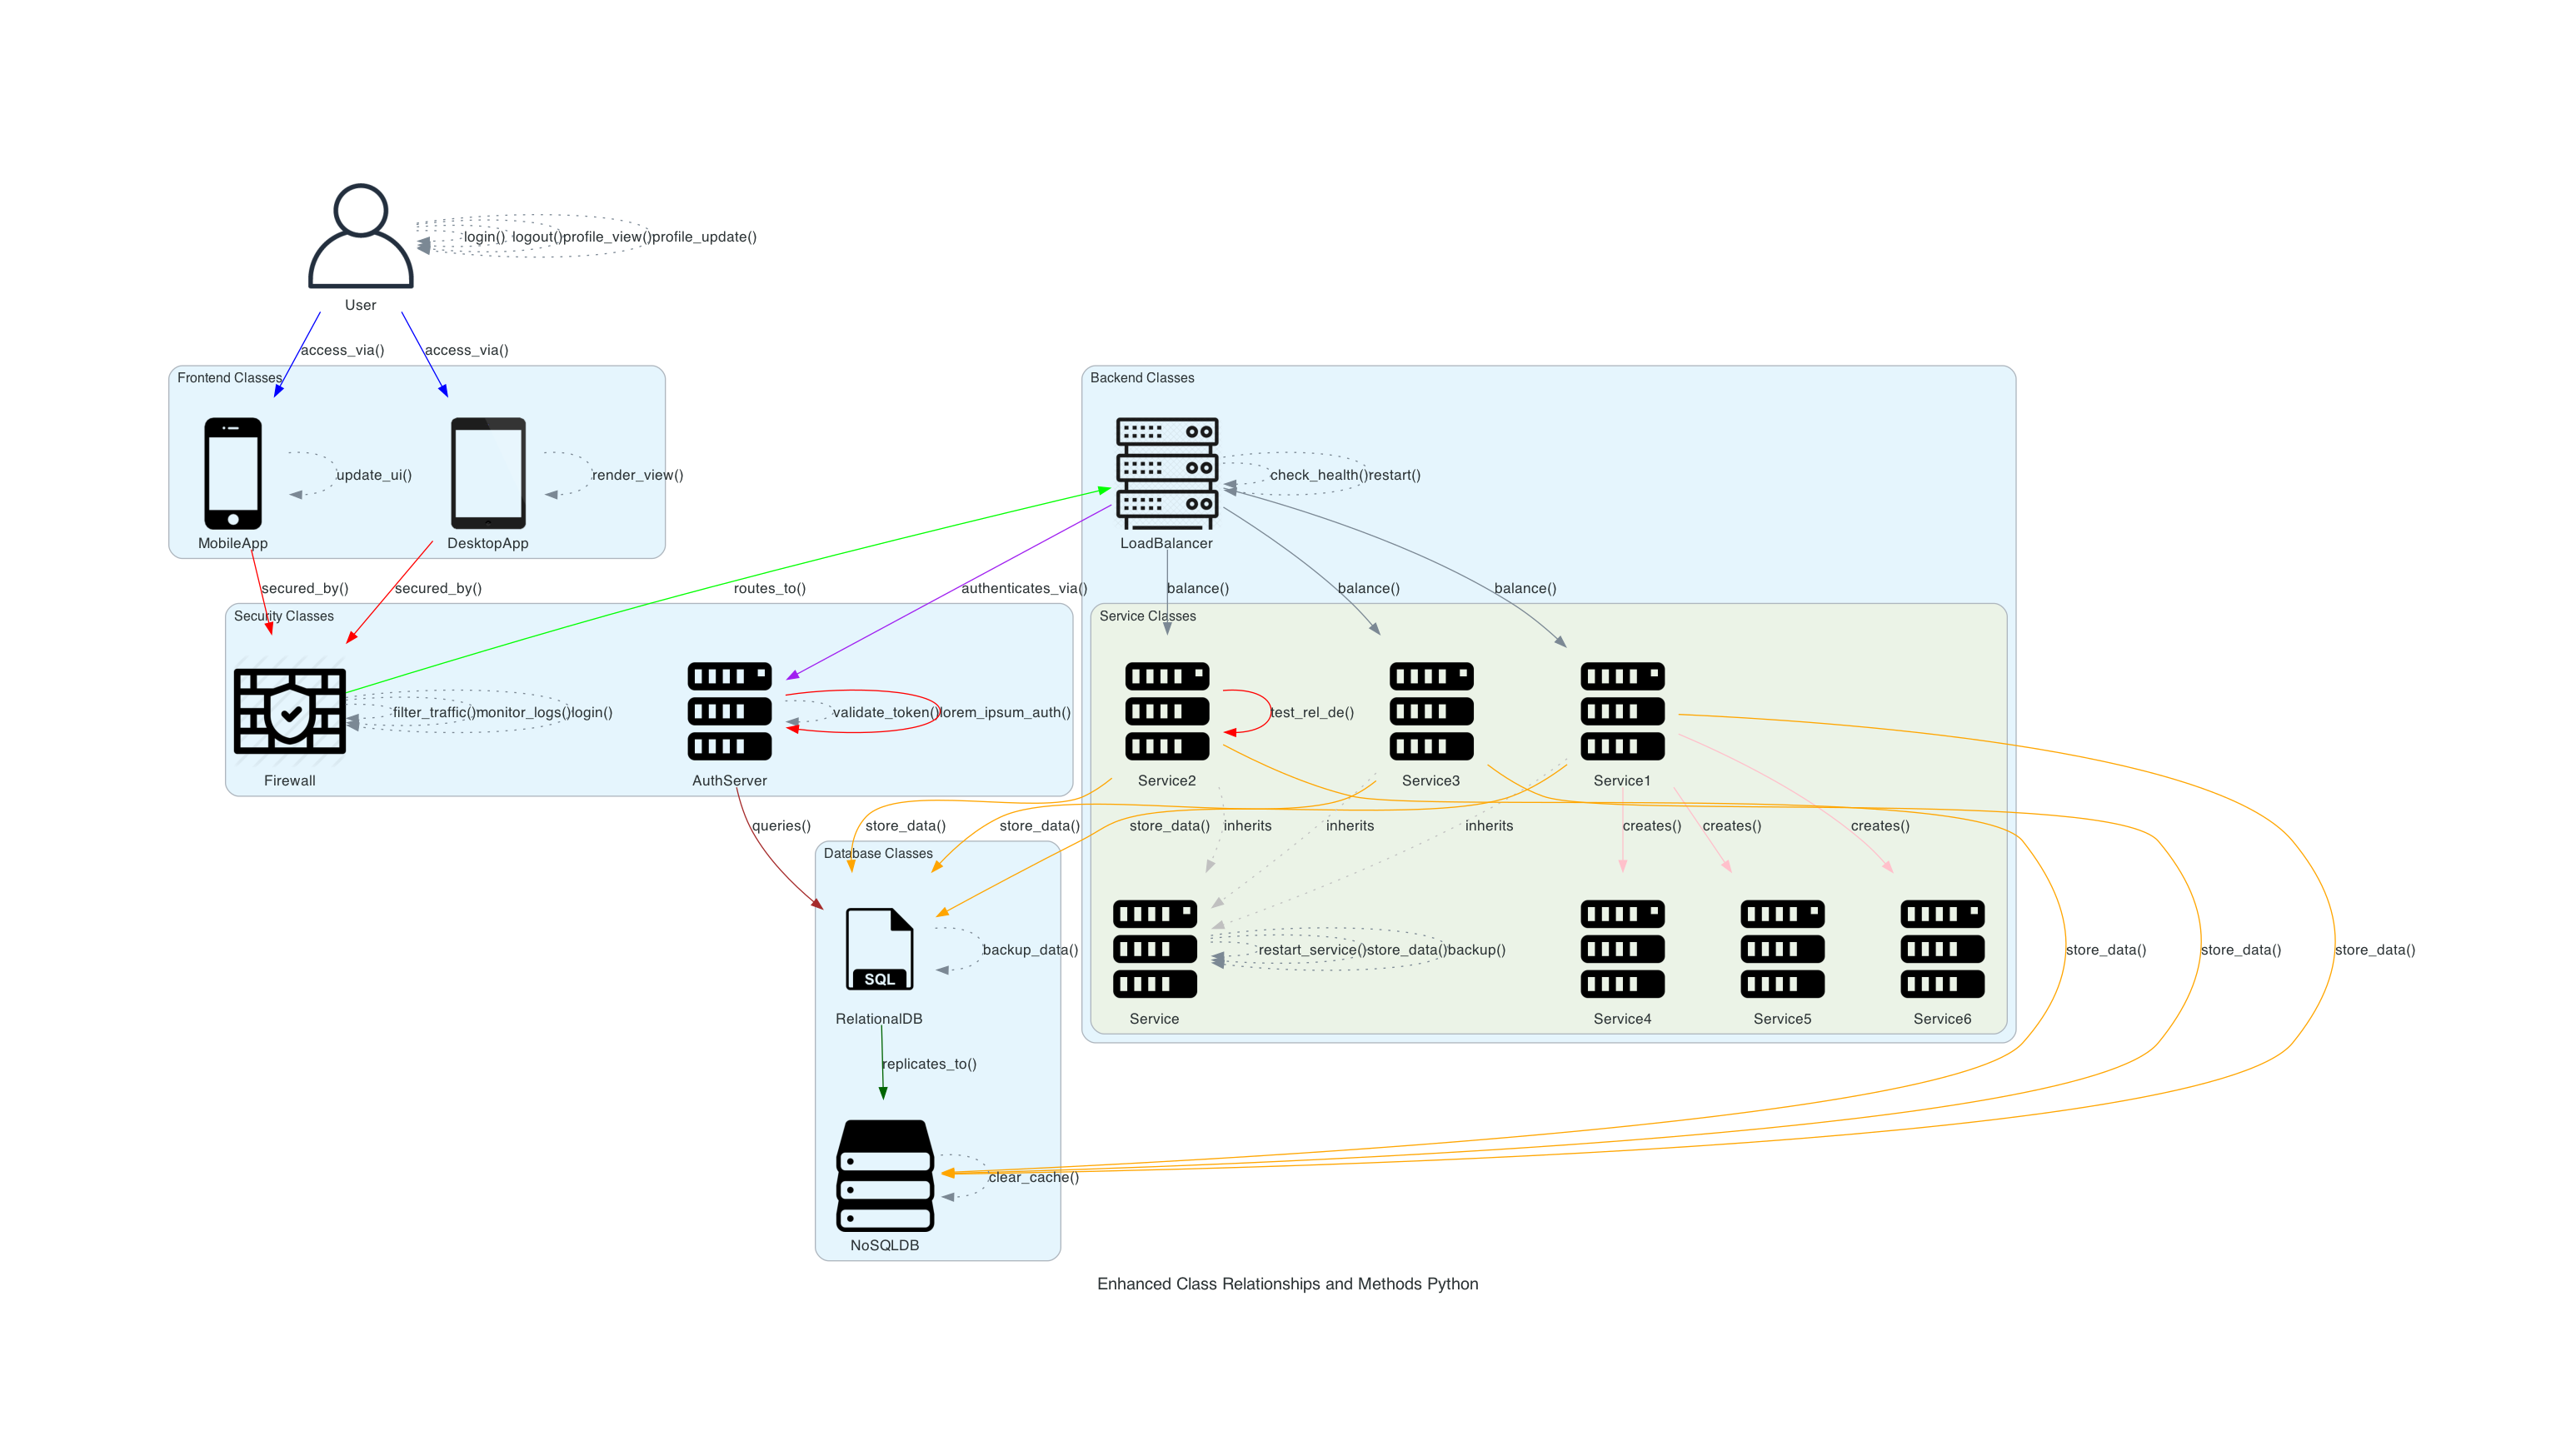 login()
logout()
profile_view()
profile_update()
User
access_via()
access_via()
Frontend Classes
Backend Classes
update_ui()
render_view()
check_health()
restart()
MobileApp
DesktopApp
LoadBalancer
secured_by()
secured_by()
routes_to()
authenticates_via()
balance()
balance()
balance()
Security Classes
Service Classes
filter_traffic()
monitor_logs()
login()
validate_token()
lorem_ipsum_auth()
test_rel_de()
Firewall
AuthServer
Service2
Service3
Service1
queries()
store_data()
store_data()
store_data()
inherits
inherits
inherits
creates()
creates()
creates()
Database Classes
backup_data()
restart_service()
store_data()
backup()
store_data()
store_data()
store_data()
SQL
RelationalDB
Service
Service4
Service5
Service6
replicates_to()
clear_cache()
NoSQLDB
Enhanced Class Relationships and Methods Python